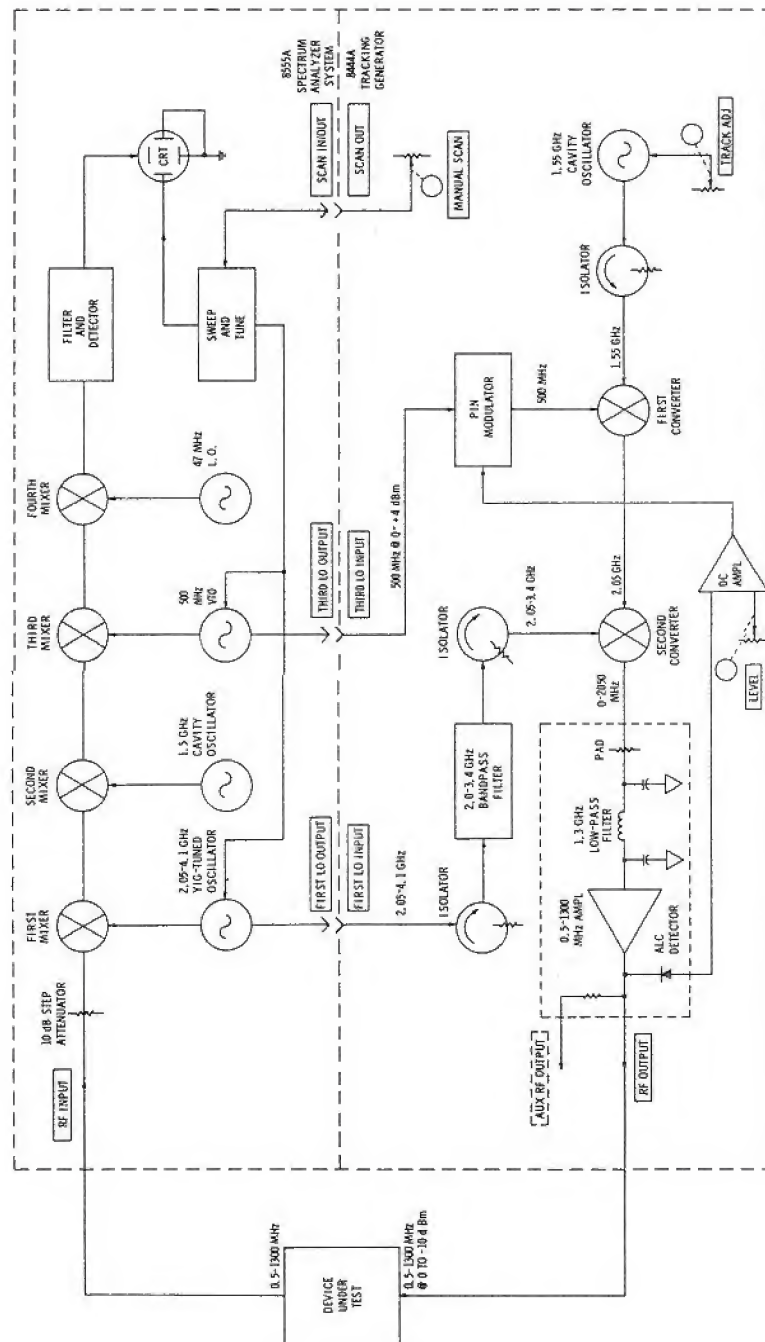 DEVICE
UNDER
TEST
0.5-1300 MHz
0.5-1300 MHz
@ 0 TO -10 dBm
RF INPUT
10 dB STEP
ATTENUATOR
FIRST
MIXER
SECOND
MIXER
THIRD
MIXER
FOURTH
MIXER
FILTER
AND
DETECTOR
CRT
2.05-4.1 GHz
YIG-TUNED
OSCILLATOR
1.5 GHz
CAVITY
OSCILLATOR
500
MHz
VTO
47 MHz
L.O.
SWEEP
AND
TUNE
8555A
SPECTRUM
ANALYZER
SYSTEM
8444A
TRACKING
GENERATOR
FIRST LO OUTPUT
FIRST LO INPUT
THIRD LO OUTPUT
THIRD LO INPUT
SCAN IN/OUT
SCAN OUT
MANUAL SCAN
2.05-4.1 GHz
500 MHz @ 0- +4 dBm
ISOLATOR
2.0-3.4 GHz
BANDPASS
FILTER
ISOLATOR
2.05-3.4 GHz
PIN
MODULATOR
500 MHz
1.55 GHz
ISOLATOR
1.55 GHz
CAVITY
OSCILLATOR
TRACK ADJ
FIRST
CONVERTER
2.05 GHz
SECOND
CONVERTER
0-2050
MHz
PAD
1.3 GHz
LOW-PASS
FILTER
0.5-1300
MHz AMPL
ALC
DETECTOR
AUX RF OUTPUT
RF OUTPUT
DC
AMPL
LEVEL